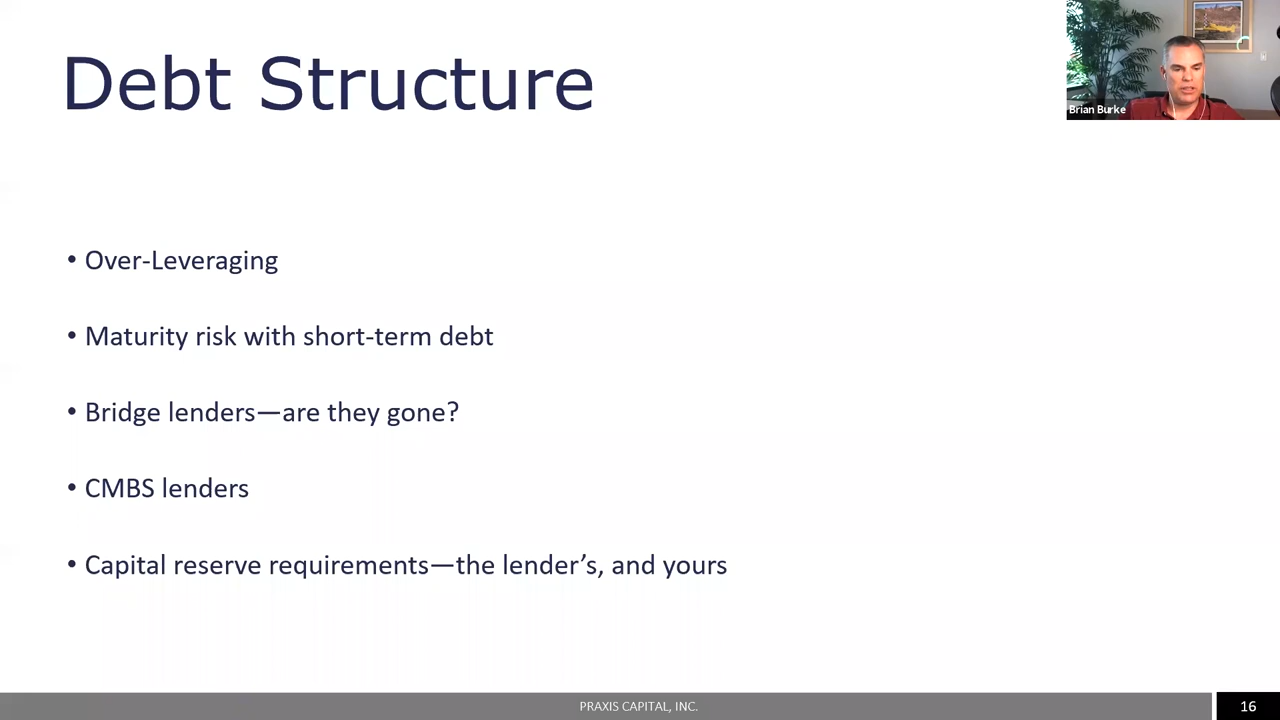 Debt Structure
Brian Burke
• Over-Leveraging
• Maturity risk with short-term debt
• Bridge lenders—are they gone?
• CMBS lenders
• Capital reserve requirements—the lender’s, and yours
PRAXIS CAPITAL, INC.
16